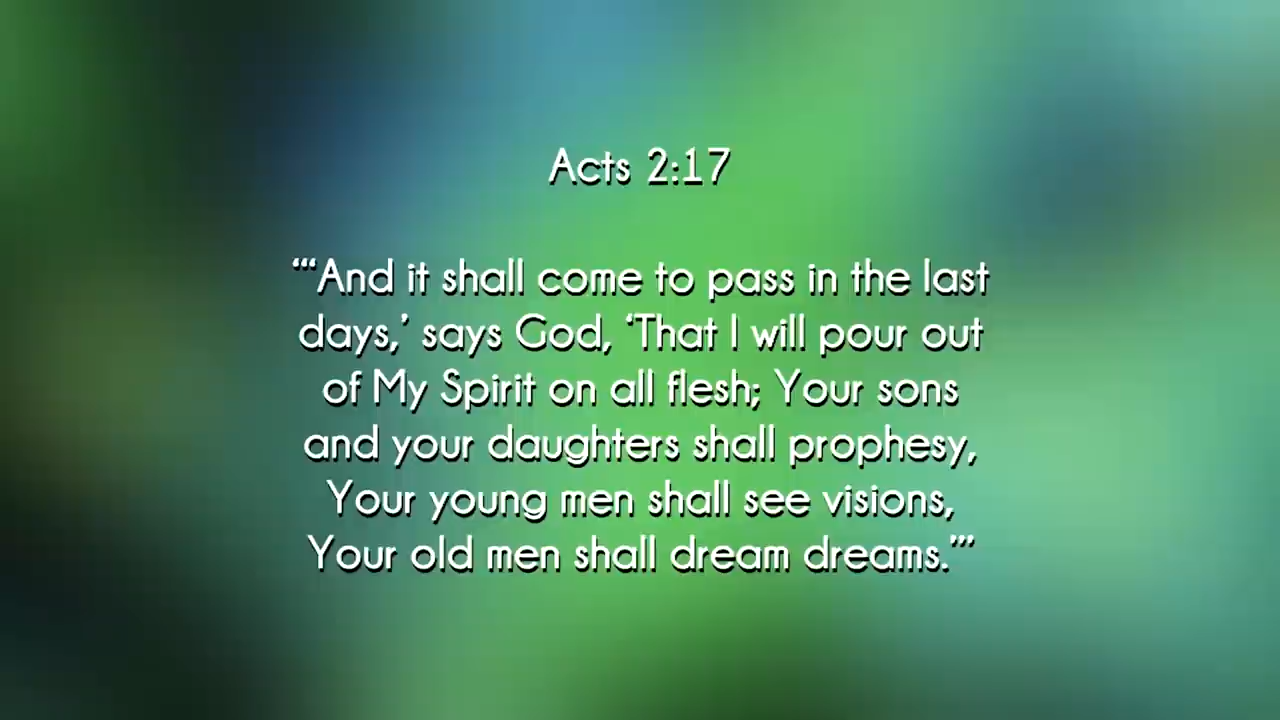 Acts 2:17
“‘And it shall come to pass in the last
days,’ says God, ‘That I will pour out
of My Spirit on all flesh; Your sons
and your daughters shall prophesy,
Your young men shall see visions,
Your old men shall dream dreams.’”